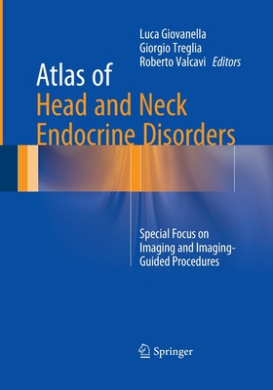 Luca Giovanella
Giorgio Treglia
Roberto Valcavi Editors
Atlas of
Head and Neck
Endocrine Disorders
Special Focus on
Imaging and Imaging-
Guided Procedures
Springer